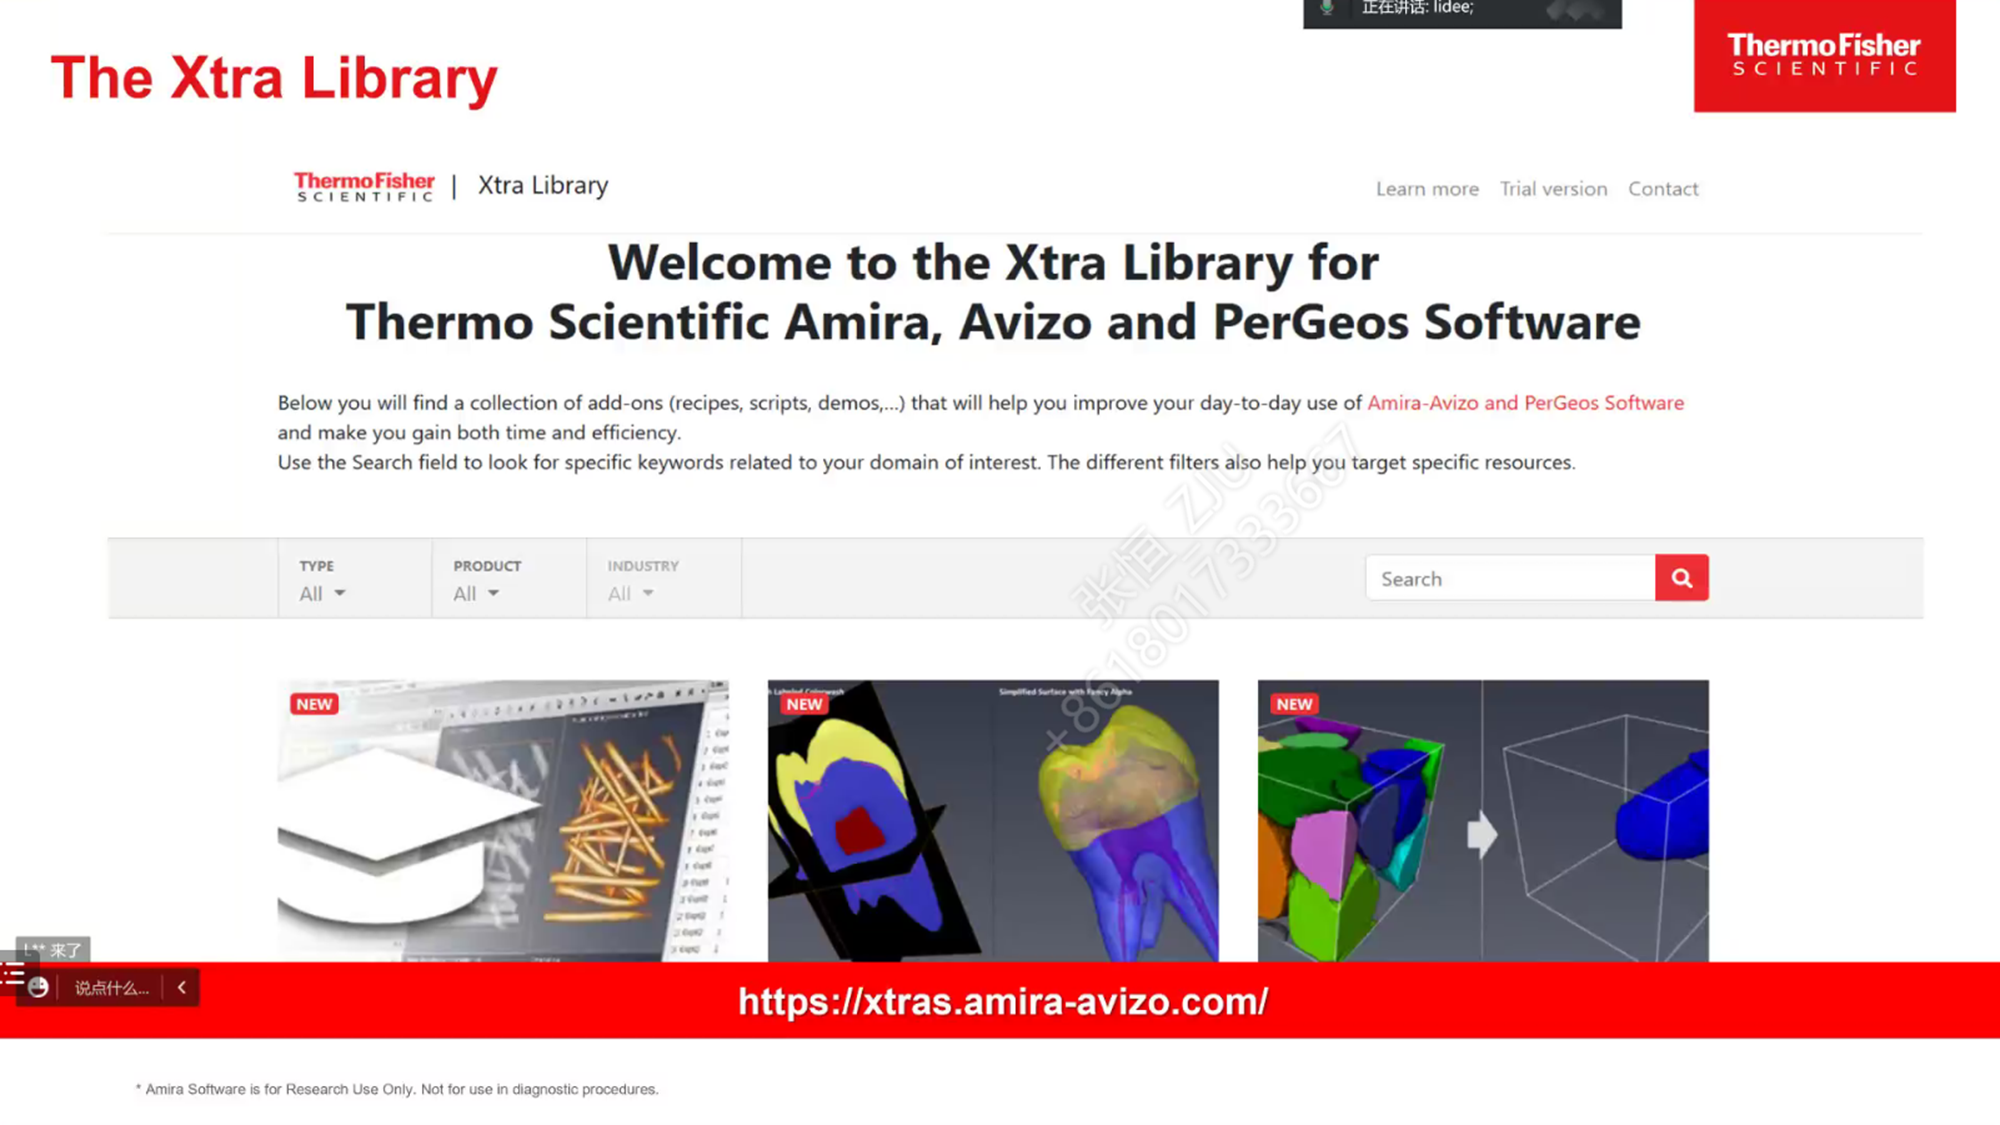 正在讲话: lidee;
The Xtra Library
ThermoFisher
SCIENTIFIC
ThermoFisher
SCIENTIFIC
| Xtra Library
Learn more Trial version Contact
Welcome to the Xtra Library for
Thermo Scientific Amira, Avizo and PerGeos Software
Below you will find a collection of add-ons (recipes, scripts, demos,...) that will help you improve your day-to-day use of Amira-Avizo and PerGeos Software
and make you gain both time and efficiency.
Use the Search field to look for specific keywords related to your domain of interest. The different filters also help you target specific resources.
张恒 ZJU
+8618017333667
TYPE PRODUCT INDUSTRY
All All All
Search
NEW
NEW
Simplified Surface with Fancy Alpha
NEW
L** 来了
说点什么...
https://xtras.amira-avizo.com/
* Amira Software is for Research Use Only. Not for use in diagnostic procedures.